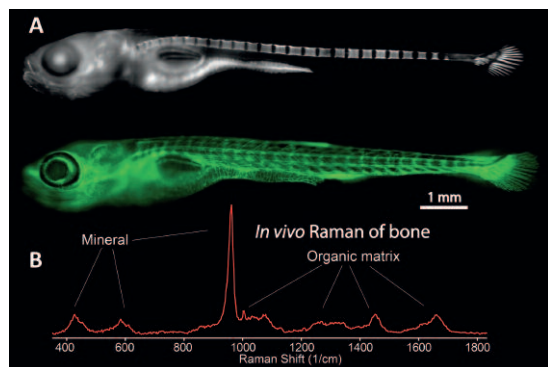 A
1 mm
B
In vivo Raman of bone
Mineral
Organic matrix
400 600 800 1000 1200 1400 1600 1800
Raman Shift (1/cm)